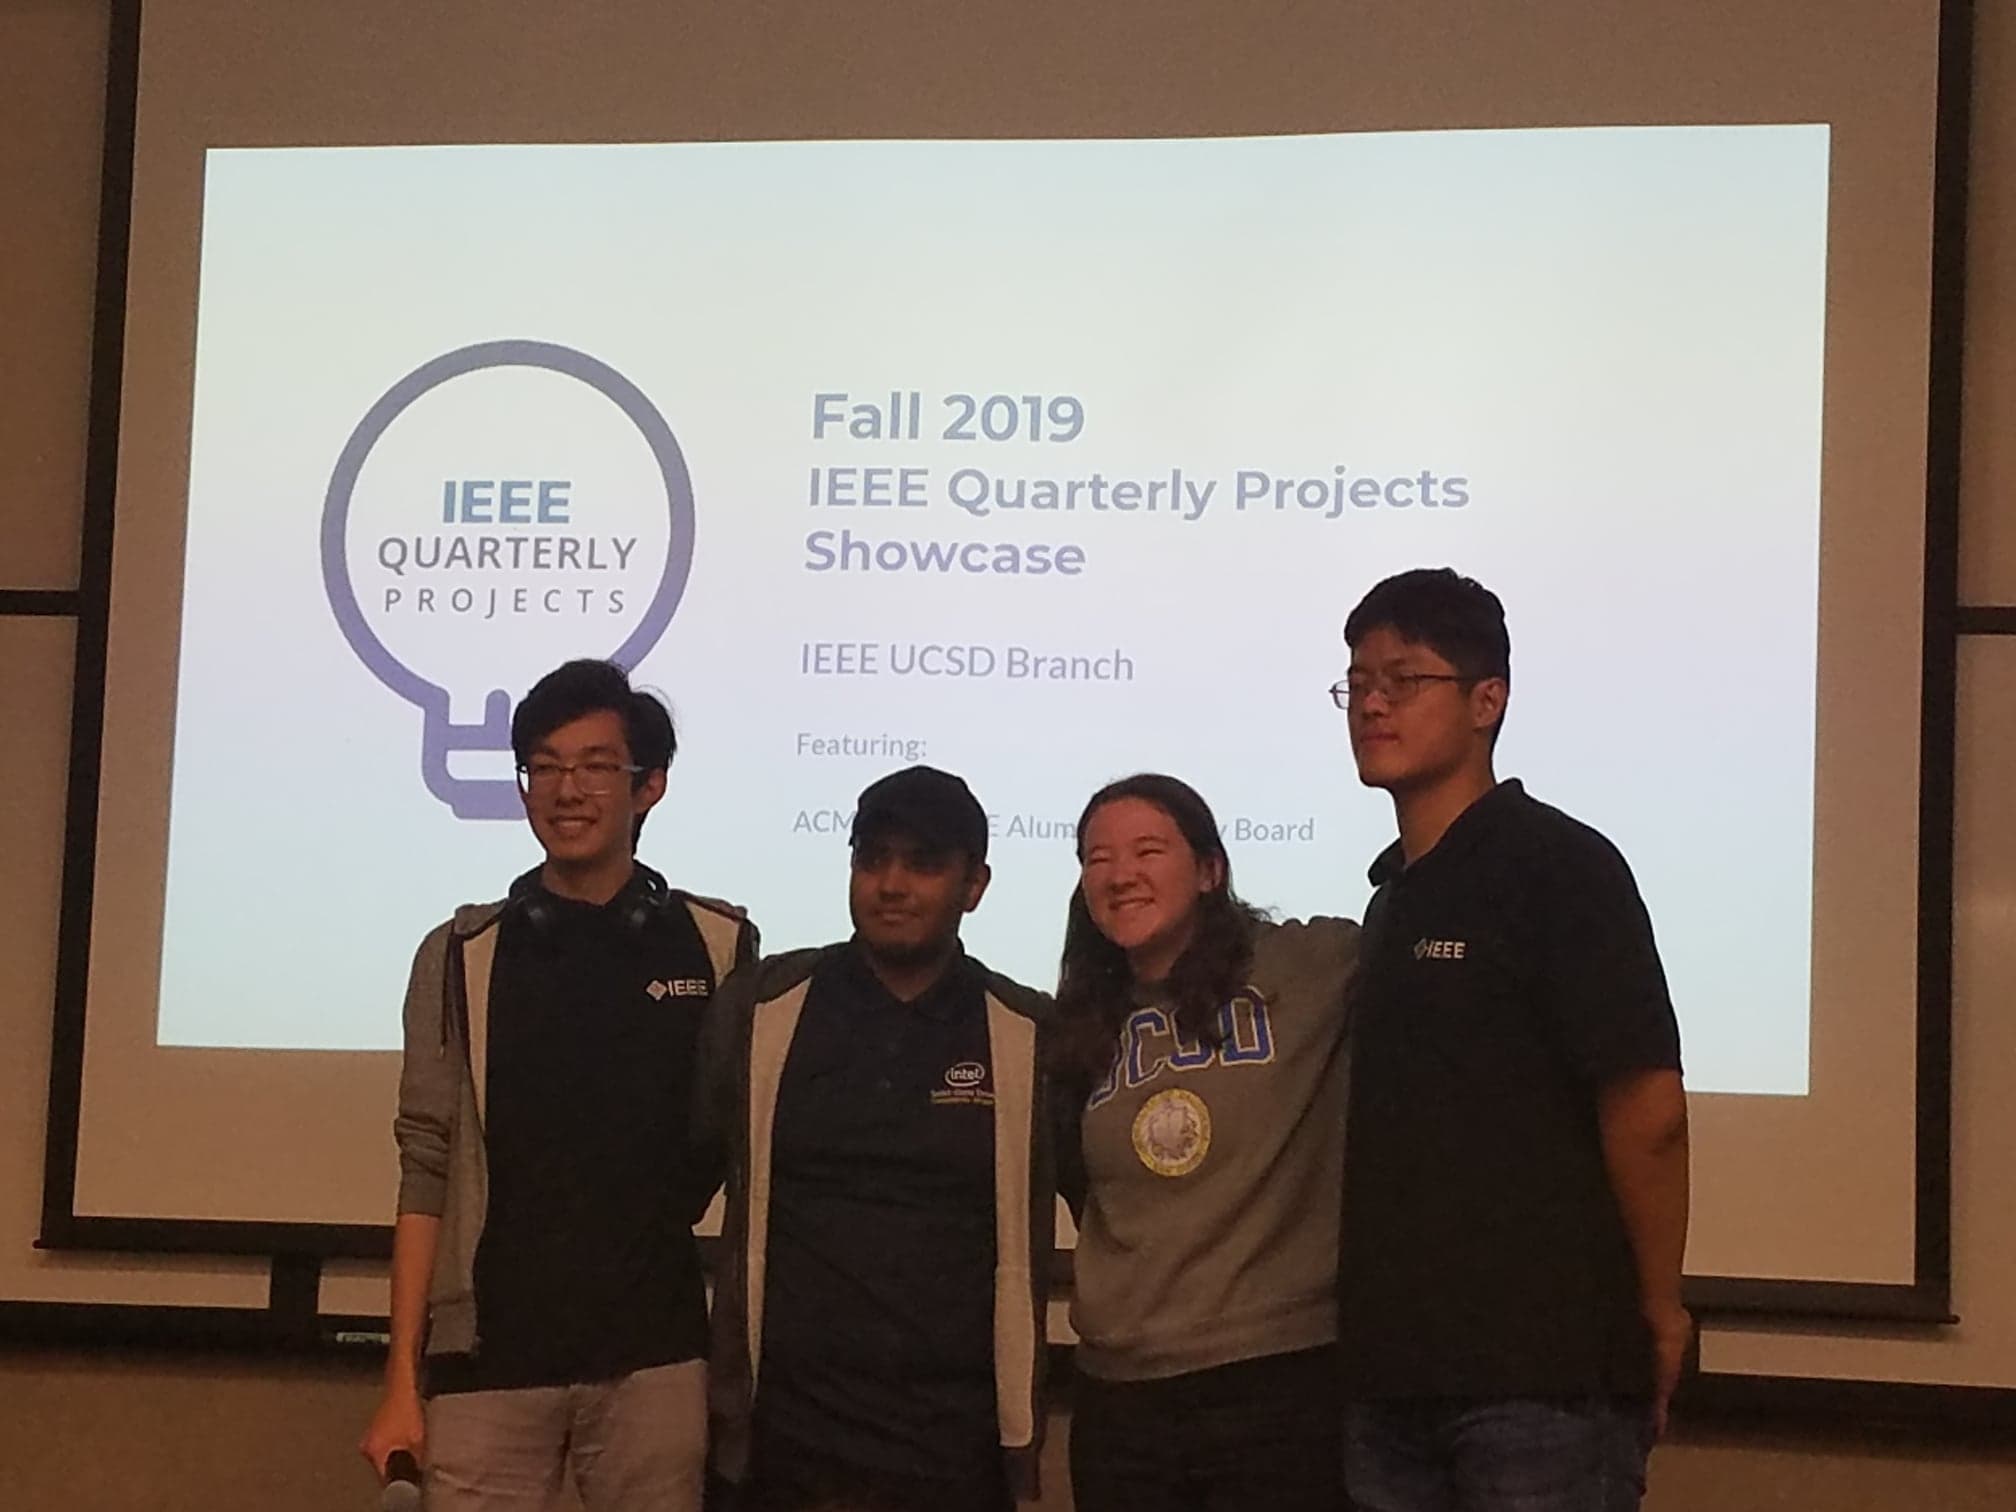 Fall 2019
IEEE Quarterly Projects
Showcase
IEEE
QUARTERLY
PROJECTS
IEEE UCSD Branch
Featuring:
ACM Alum Board
IEEE
IEEE
intel
UCSD